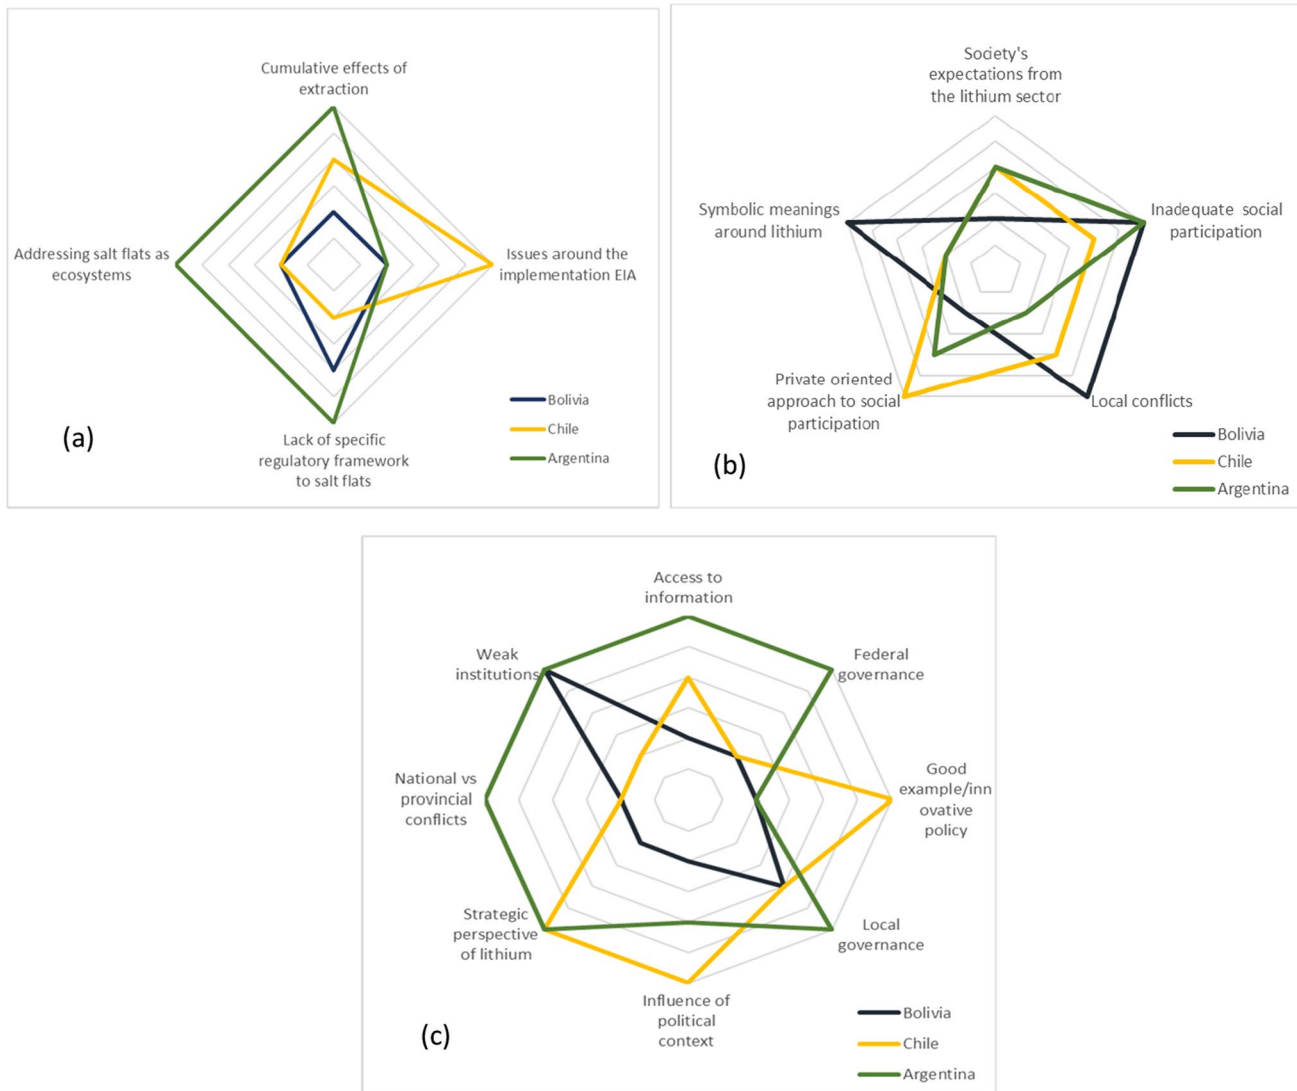 Cumulative effects of
extraction
Addressing salt flats as
ecosystems
Issues around the
implementation EIA
Lack of specific
regulatory framework
to salt flats
Bolivia
Chile
Argentina
(a)
Society's
expectations from
the lithium sector
Symbolic meanings
around lithium
Inadequate social
participation
Private oriented
approach to social
participation
Local conflicts
Bolivia
Chile
Argentina
(b)
Access to
information
Weak
institutions
Federal
governance
National vs
provincial
conflicts
Good
example/inn
ovative
policy
Strategic
perspective
of lithium
Local
governance
Influence of
political
context
Bolivia
Chile
Argentina
(c)